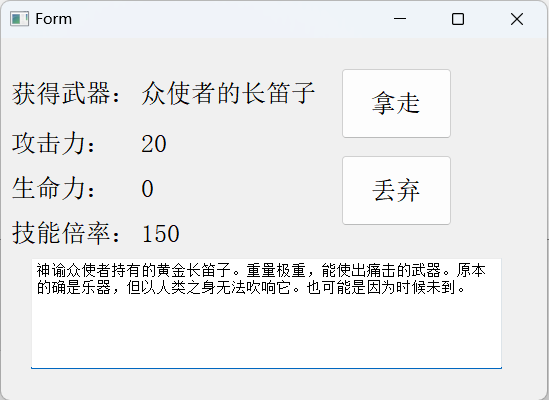 Form
获得武器： 众使者的长笛子
拿走
攻击力： 20
丢弃
生命力： 0
技能倍率： 150
神谕众使者持有的黄金长笛子。重量极重，能使出痛击的武器。原本
的确是乐器，但以人类之身无法吹响它。也可能是因为时候未到。